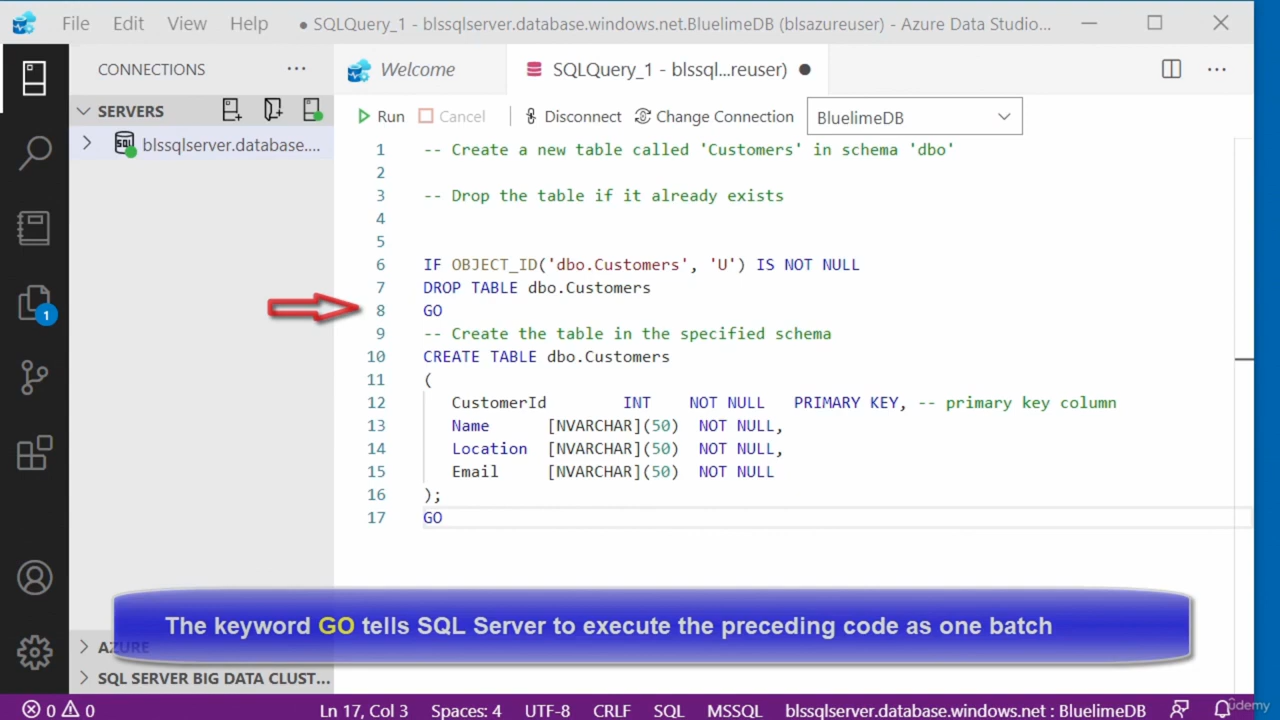 File Edit View Help ● SQLQuery_1 - blssqlserver.database.windows.net.BluelimeDB (blsazureuser) - Azure Data Studio...
CONNECTIONS ...
Welcome
SQLQuery_1 - blssql...reuser) ●
SERVERS
Run Cancel Disconnect Change Connection BluelimeDB
SQL blssqlserver.database....
1 -- Create a new table called 'Customers' in schema 'dbo'
2
3 -- Drop the table if it already exists
4
5
6 IF OBJECT_ID('dbo.Customers', 'U') IS NOT NULL
7 DROP TABLE dbo.Customers
8 GO
9 -- Create the table in the specified schema
10 CREATE TABLE dbo.Customers
11 (
12 CustomerId INT NOT NULL PRIMARY KEY, -- primary key column
13 Name [NVARCHAR](50) NOT NULL,
14 Location [NVARCHAR](50) NOT NULL,
15 Email [NVARCHAR](50) NOT NULL
16 );
17 GO
1
The keyword GO tells SQL Server to execute the preceding code as one batch
AZURE
SQL SERVER BIG DATA CLUST...
0 0 Ln 17, Col 3 Spaces: 4 UTF-8 CRLF SQL MSSQL blssqlserver.database.windows.net : BluelimeDB
udemy